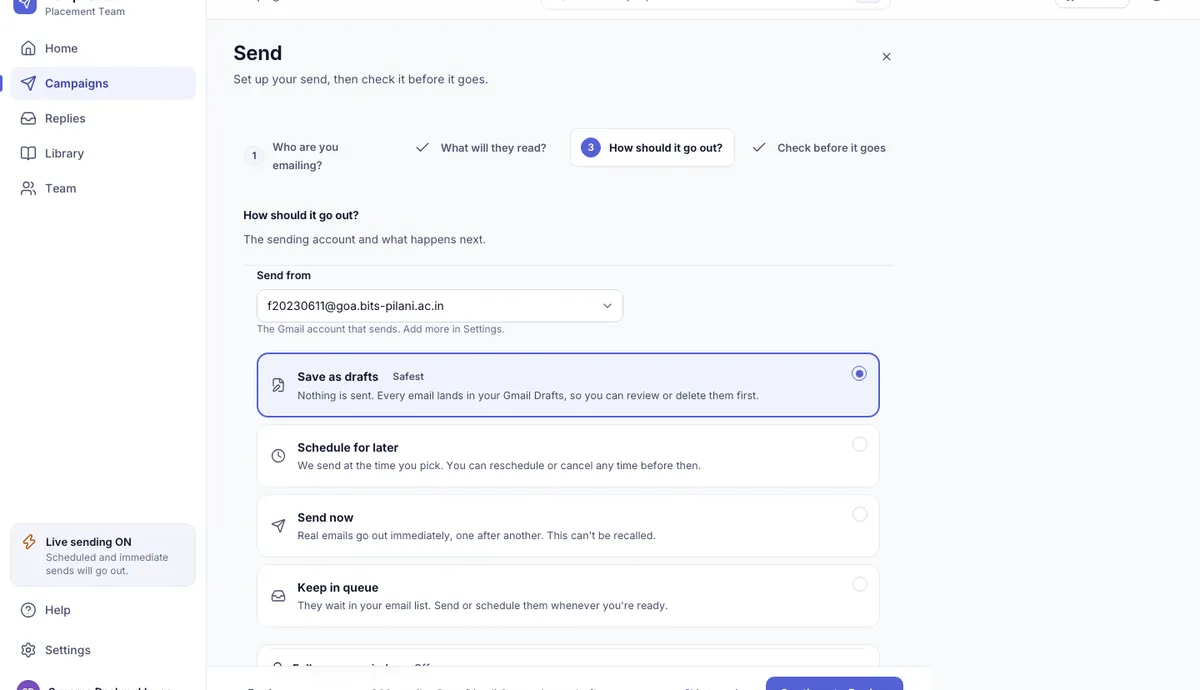 Placement Team
Home
Campaigns
Replies
Library
Team
Live sending ON
Scheduled and immediate
sends will go out.
Help
Settings
Send
Set up your send, then check it before it goes.
1
Who are you
emailing?
What will they read?
3
How should it go out?
Check before it goes
How should it go out?
The sending account and what happens next.
Send from
f20230611@goa.bits-pilani.ac.in
The Gmail account that sends. Add more in Settings.
Save as drafts Safest
Nothing is sent. Every email lands in your Gmail Drafts, so you can review or delete them first.
Schedule for later
We send at the time you pick. You can reschedule or cancel any time before then.
Send now
Real emails go out immediately, one after another. This can't be recalled.
Keep in queue
They wait in your email list. Send or schedule them whenever you're ready.